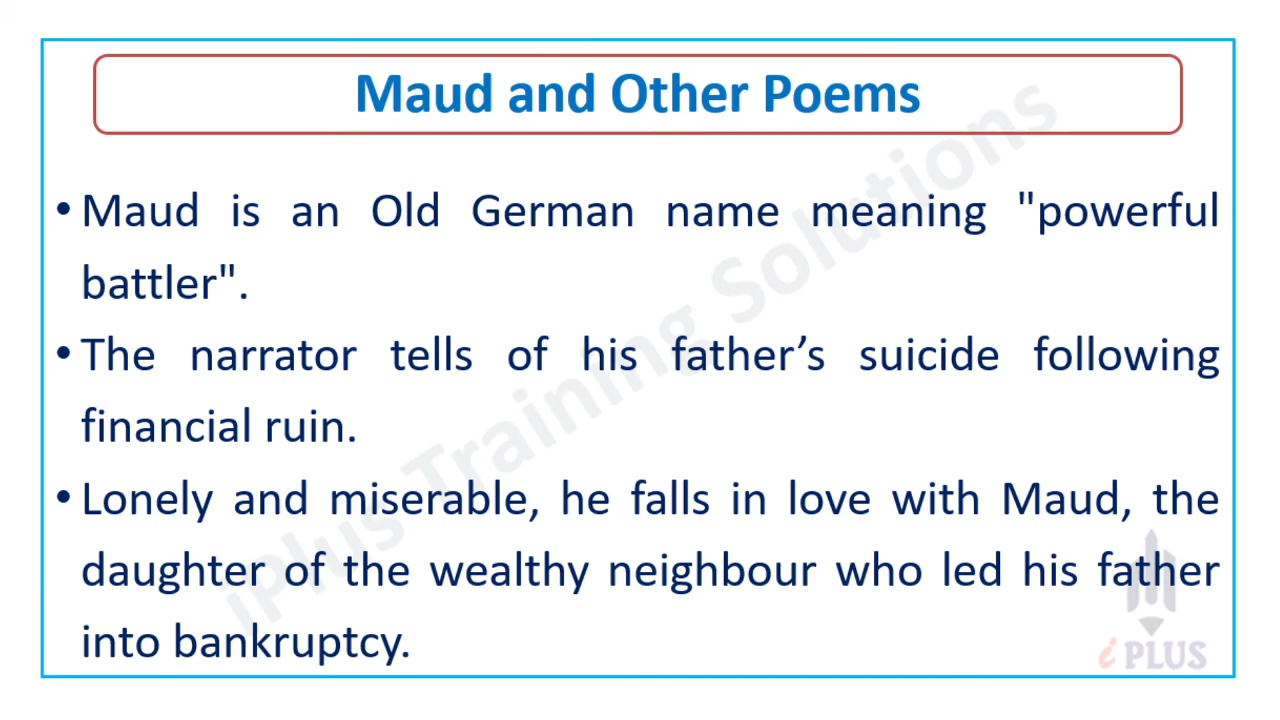 Maud and Other Poems
• Maud is an Old German name meaning "powerful
battler".
• The narrator tells of his father’s suicide following
financial ruin.
• Lonely and miserable, he falls in love with Maud, the
daughter of the wealthy neighbour who led his father
into bankruptcy.
iPlus Training Solutions
iPLUS